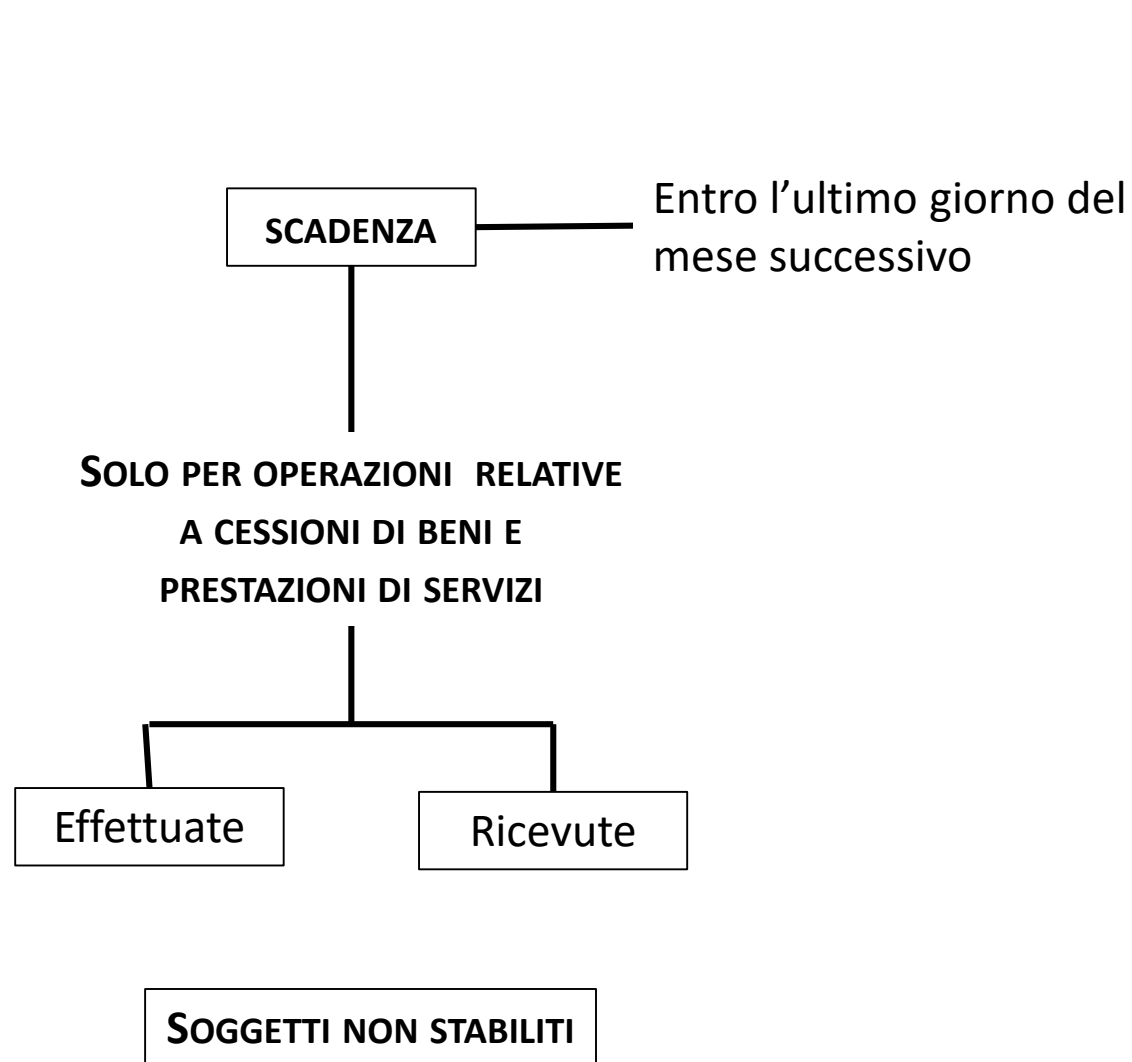 SCADENZA
Entro l’ultimo giorno del
mese successivo
SOLO PER OPERAZIONI RELATIVE
A CESSIONI DI BENI E
PRESTAZIONI DI SERVIZI
Effettuate
Ricevute
SOGGETTI NON STABILITI